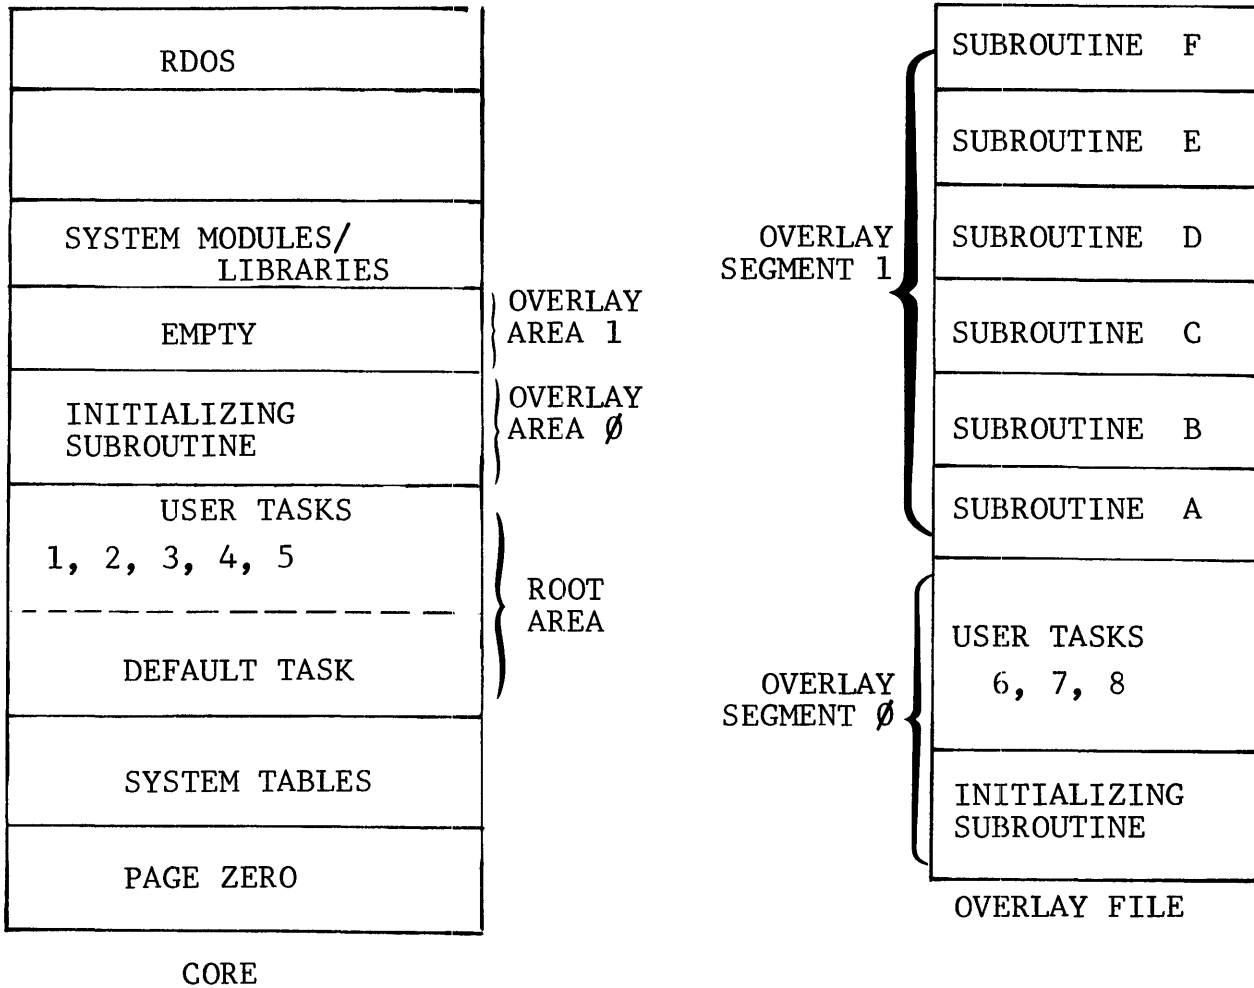 RDOS
SYSTEM MODULES/
LIBRARIES
EMPTY
OVERLAY
AREA 1
INITIALIZING
SUBROUTINE
OVERLAY
AREA Ø
USER TASKS
1, 2, 3, 4, 5
ROOT
AREA
DEFAULT TASK
SYSTEM TABLES
PAGE ZERO
CORE
SUBROUTINE F
SUBROUTINE E
OVERLAY
SEGMENT 1
SUBROUTINE D
SUBROUTINE C
SUBROUTINE B
SUBROUTINE A
USER TASKS
6, 7, 8
OVERLAY
SEGMENT Ø
INITIALIZING
SUBROUTINE
OVERLAY FILE